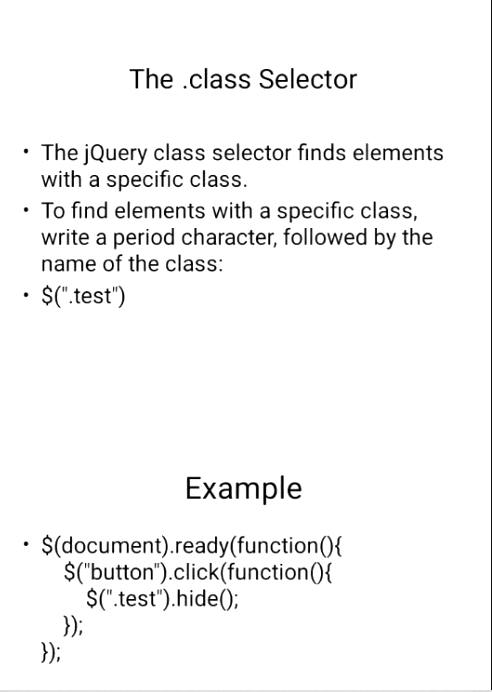 The .class Selector
• The jQuery class selector finds elements
with a specific class.
• To find elements with a specific class,
write a period character, followed by the
name of the class:
• $(".test")
Example
• $(document).ready(function(){
$("button").click(function(){
$(".test").hide();
});
});